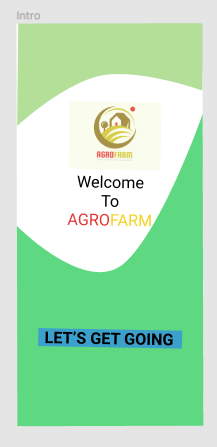 Intro
AGROFARM
Welcome
To
AGROFARM
LET'S GET GOING